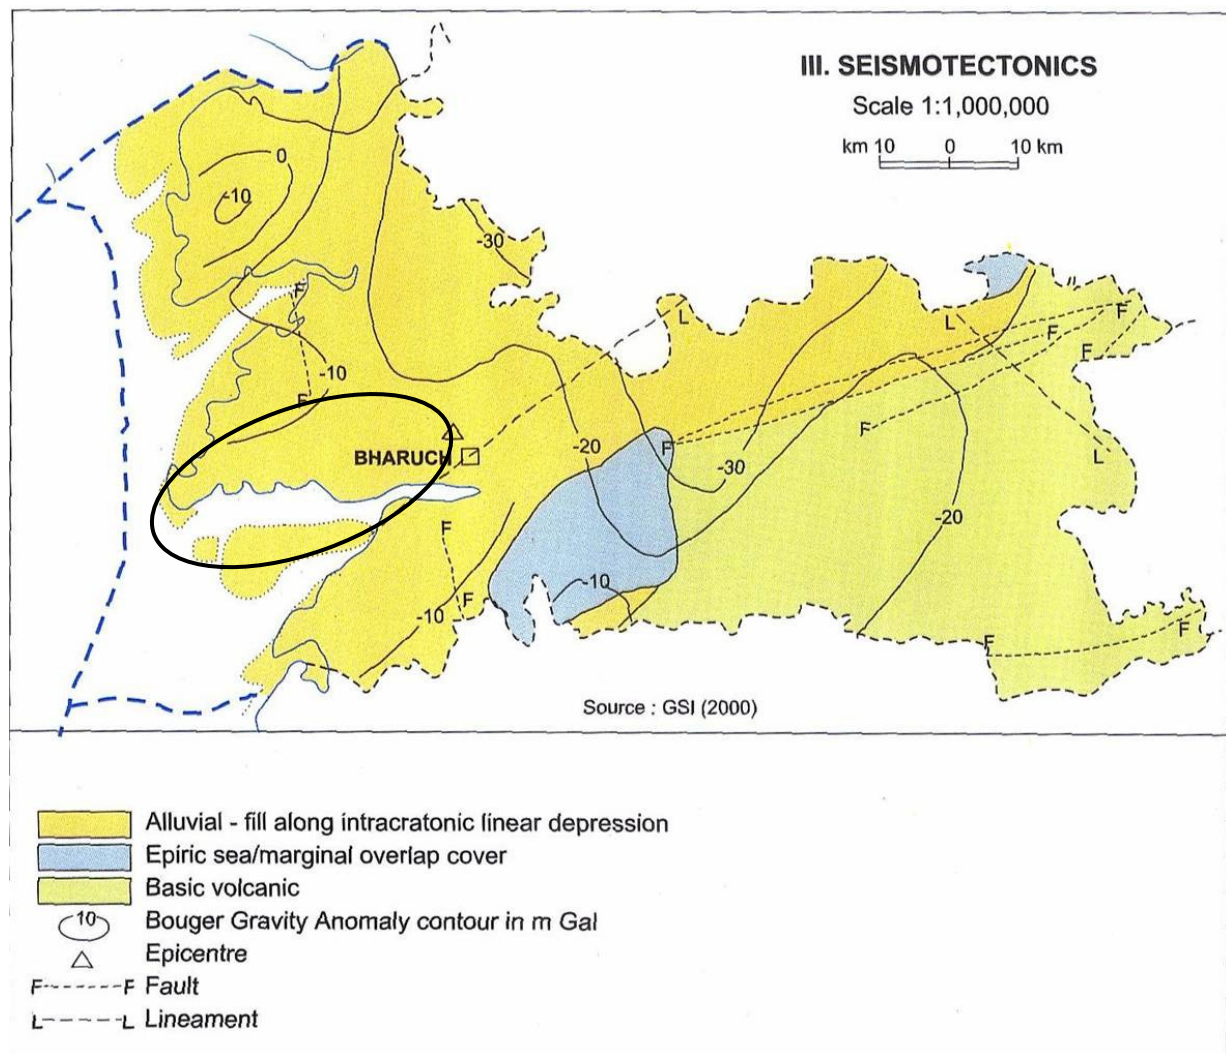 III. SEISMOTECTONICS
Scale 1:1,000,000
km 10 0 10 km
0
-10
-30
F
L
L
F
F
F
-10
F
F
-20
F
BHARUCH
-30
L
-20
F
-10
F
-10
F
F
Source : GSI (2000)
Alluvial - fill along intracratonic linear depression
Epiric sea/marginal overlap cover
Basic volcanic
10 Bouger Gravity Anomaly contour in m Gal
Epicentre
F F Fault
L L Lineament